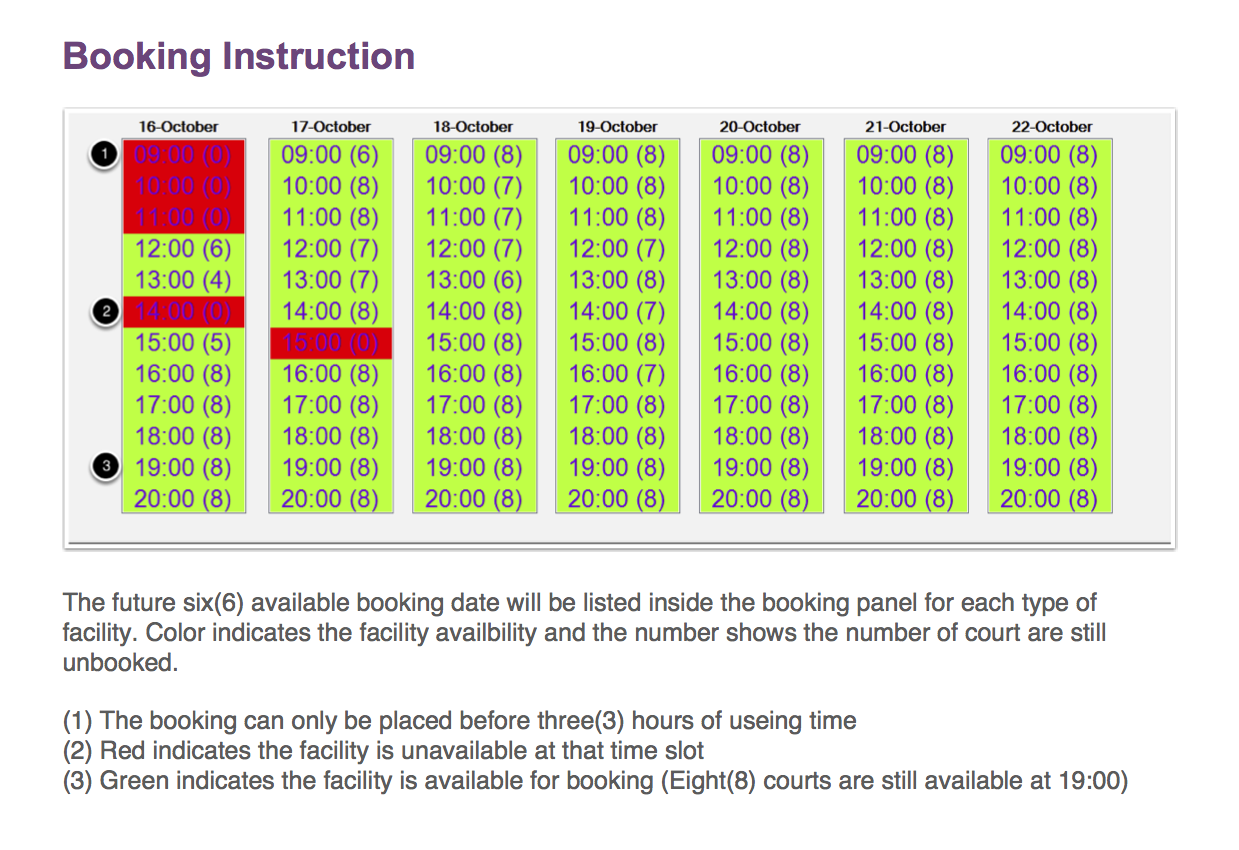 Booking Instruction
16-October 17-October 18-October 19-October 20-October 21-October 22-October
1 09:00 (0) 09:00 (6) 09:00 (8) 09:00 (8) 09:00 (8) 09:00 (8) 09:00 (8)
10:00 (0) 10:00 (8) 10:00 (7) 10:00 (8) 10:00 (8) 10:00 (8) 10:00 (8)
11:00 (0) 11:00 (8) 11:00 (7) 11:00 (8) 11:00 (8) 11:00 (8) 11:00 (8)
12:00 (6) 12:00 (7) 12:00 (7) 12:00 (7) 12:00 (8) 12:00 (8) 12:00 (8)
13:00 (4) 13:00 (7) 13:00 (6) 13:00 (8) 13:00 (8) 13:00 (8) 13:00 (8)
2 14:00 (0) 14:00 (8) 14:00 (8) 14:00 (7) 14:00 (8) 14:00 (8) 14:00 (8)
15:00 (5) 15:00 (0) 15:00 (8) 15:00 (8) 15:00 (8) 15:00 (8) 15:00 (8)
16:00 (8) 16:00 (8) 16:00 (8) 16:00 (7) 16:00 (8) 16:00 (8) 16:00 (8)
17:00 (8) 17:00 (8) 17:00 (8) 17:00 (8) 17:00 (8) 17:00 (8) 17:00 (8)
18:00 (8) 18:00 (8) 18:00 (8) 18:00 (8) 18:00 (8) 18:00 (8) 18:00 (8)
3 19:00 (8) 19:00 (8) 19:00 (8) 19:00 (8) 19:00 (8) 19:00 (8) 19:00 (8)
20:00 (8) 20:00 (8) 20:00 (8) 20:00 (8) 20:00 (8) 20:00 (8) 20:00 (8)
The future six(6) available booking date will be listed inside the booking panel for each type of
facility. Color indicates the facility availbility and the number shows the number of court are still
unbooked.
(1) The booking can only be placed before three(3) hours of useing time
(2) Red indicates the facility is unavailable at that time slot
(3) Green indicates the facility is available for booking (Eight(8) courts are still available at 19:00)